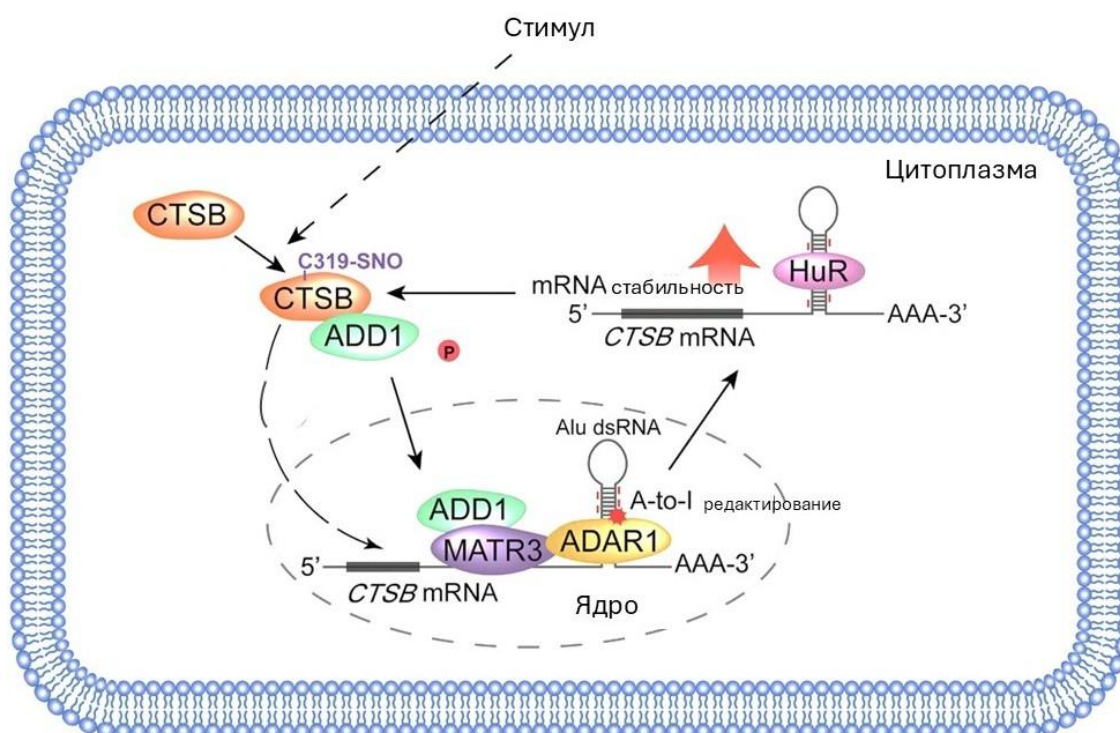 Стимул
Цитоплазма
CTSB
C319-SNO
CTSB
ADD1
P
HuR
mRNA стабильность
5’
AAA-3’
CTSB mRNA
Alu dsRNA
A-to-I редактирование
ADD1
MATR3
ADAR1
5’
AAA-3’
CTSB mRNA
Ядро